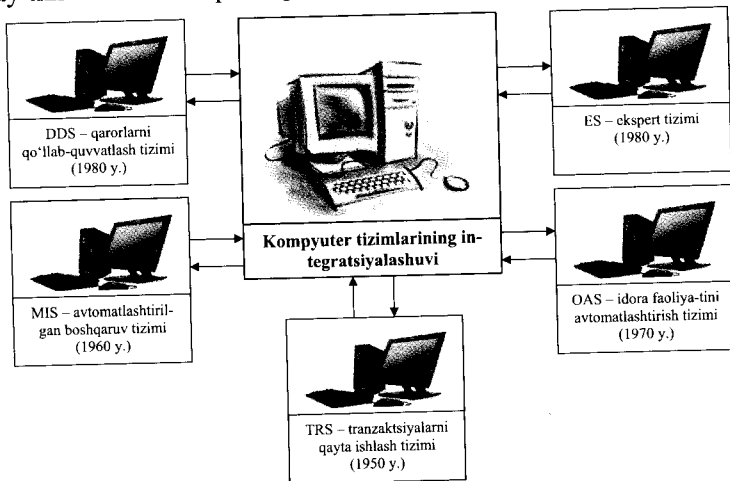 DDS – qarorlarni
qo‘llab-quvvatlash tizimi
(1980 y.)
ES – ekspert tizimi
(1980 y.)
Kompyuter tizimlarining in-
tegratsiyalashuvi
MIS – avtomatlashtiril-
gan boshqaruv tizimi
(1960 y.)
OAS – idora faoliya-tini
avtomatlashtirish tizimi
(1970 y.)
TRS – tranzaktsiyalarni
qayta ishlash tizimi
(1950 y.)